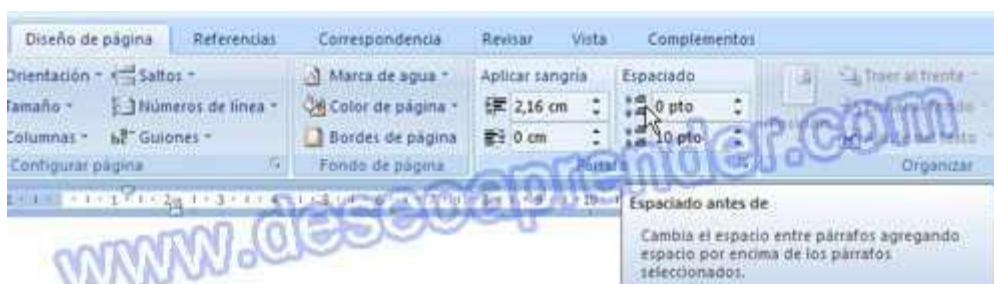 Diseño de página Referencias Correspondencia Revisar Vista Complementos
Orientación Saltos Marca de agua Aplicar sangría Espaciado Traer al frente
Tamaño Números de línea Color de página 2,16 cm 0 pto
Columnas Guiones Bordes de página 0 cm 10 pto
Configurar página Fondo de página Organizar
Espaciado antes de
Cambia el espacio entre párrafos agregando
espacio por encima de los párrafos
seleccionados.
www.deseoaprender.com